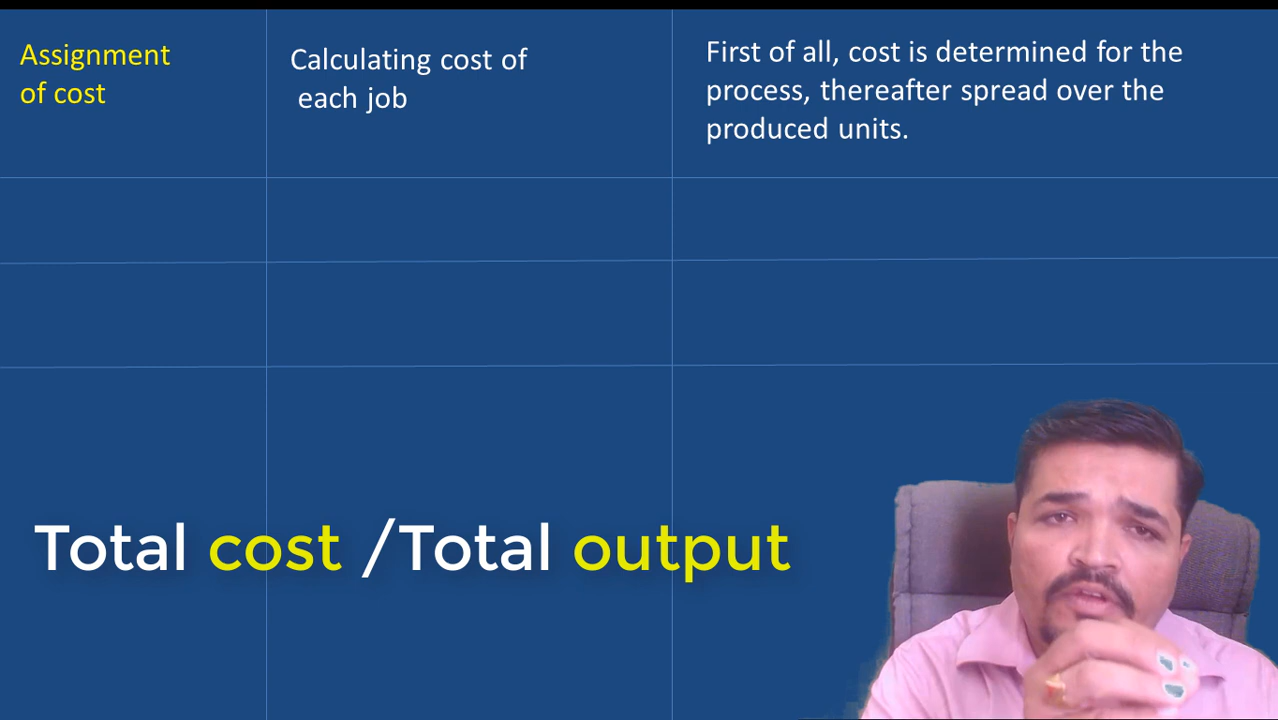 Assignment
of cost
Calculating cost of
each job
First of all, cost is determined for the
process, thereafter spread over the
produced units.
Total cost /Total output